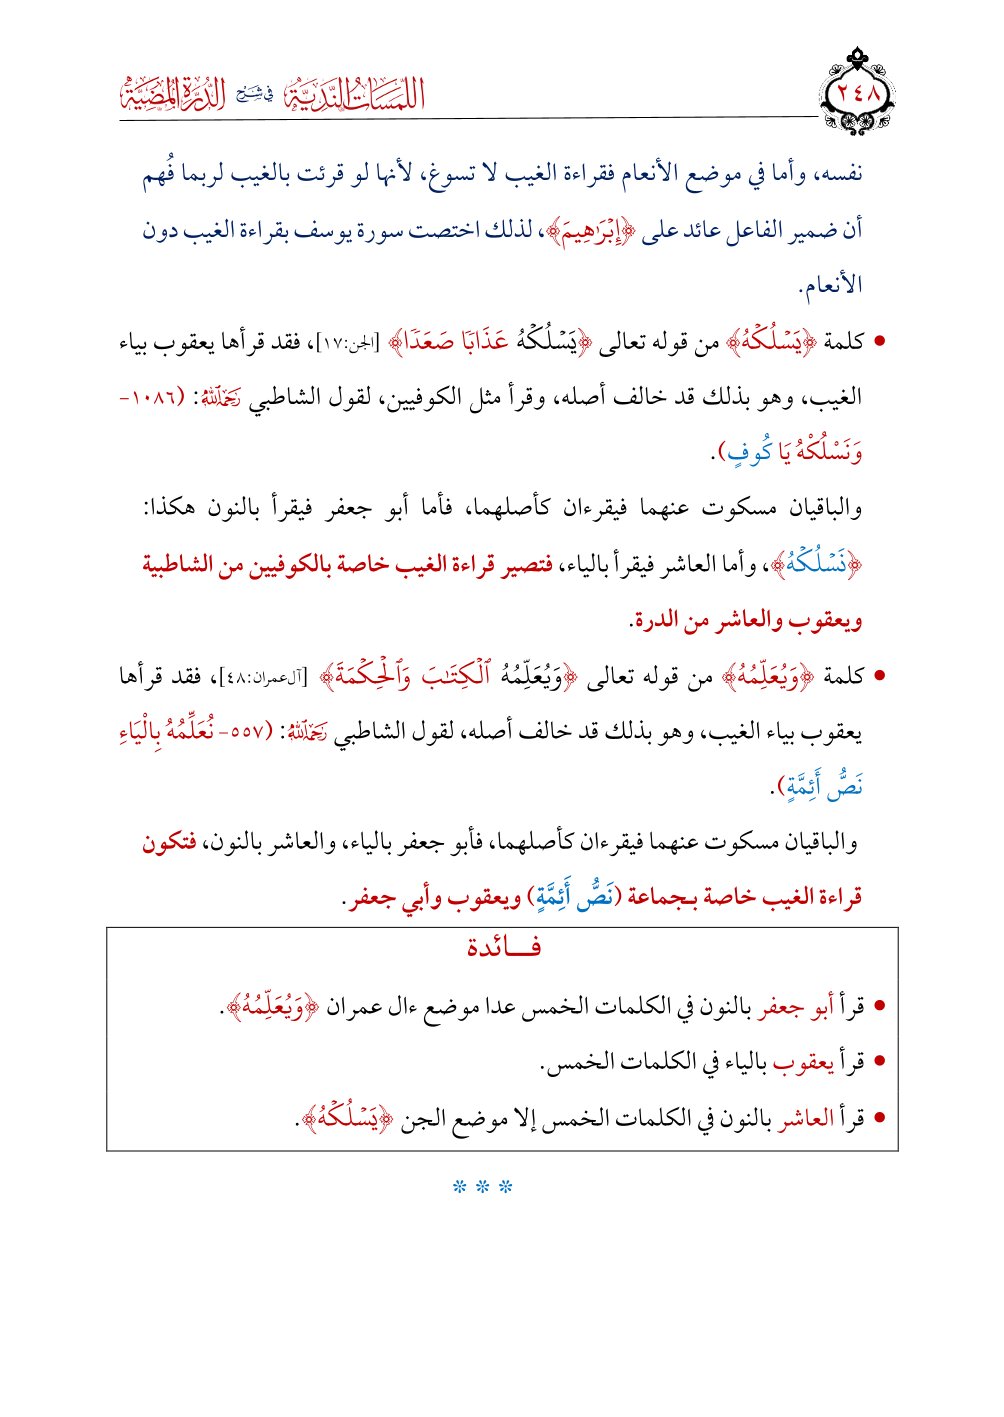 ٢٤٨
اللمسات الندية في شرح الدرة المضية
نفسه، وأما في موضع الأنعام فقراءة الغيب لا تسوغ، لأنها لو قرئت بالغيب لربما فُهم
أن ضمير الفاعل عائد على ﴿إِبْرَٰهِيمَ﴾، لذلك اختصت سورة يوسف بقراءة الغيب دون
الأنعام.
• كلمة ﴿يَسْلُكْهُ﴾ من قوله تعالى ﴿يَسْلُكْهُ عَذَابًا صَعَدًا﴾ [الجن:١٧]، فقد قرأها يعقوب بياء
الغيب، وهو بذلك قد خالف أصله، وقرأ مثل الكوفيين، لقول الشاطبي رَحِمَهُ ٱللَّهُ: (١٠٨٦-
وَنَسْلُكْهُ يَا كُوفٍ).
والباقيان مسكوت عنهما فيقرءان كأصلهما، فأما أبو جعفر فيقرأ بالنون هكذا:
﴿نَسْلُكْهُ﴾، وأما العاشر فيقرأ بالياء، فتصير قراءة الغيب خاصة بالكوفيين من الشاطبية
ويعقوب والعاشر من الدرة.
• كلمة ﴿وَيُعَلِّمُهُ﴾ من قوله تعالى ﴿وَيُعَلِّمُهُ ٱلْكِتَٰبَ وَٱلْحِكْمَةَ﴾ [آل عمران:٤٨]، فقد قرأها
يعقوب بياء الغيب، وهو بذلك قد خالف أصله، لقول الشاطبي رَحِمَهُ ٱللَّهُ: (٥٥٧- نُعَلِّمُهُ بِالْيَاءِ
نَصُّ أَئِمَّةٍ).
والباقيان مسكوت عنهما فيقرءان كأصلهما، فأبو جعفر بالياء، والعاشر بالنون، فتكون
قراءة الغيب خاصة بجماعة (نَصُّ أَئِمَّةٍ) ويعقوب وأبي جعفر.
فـــائدة
• قرأ أبو جعفر بالنون في الكلمات الخمس عدا موضع ءال عمران ﴿وَيُعَلِّمُهُ﴾.
• قرأ يعقوب بالياء في الكلمات الخمس.
• قرأ العاشر بالنون في الكلمات الخمس إلا موضع الجن ﴿يَسْلُكْهُ﴾.
* * *